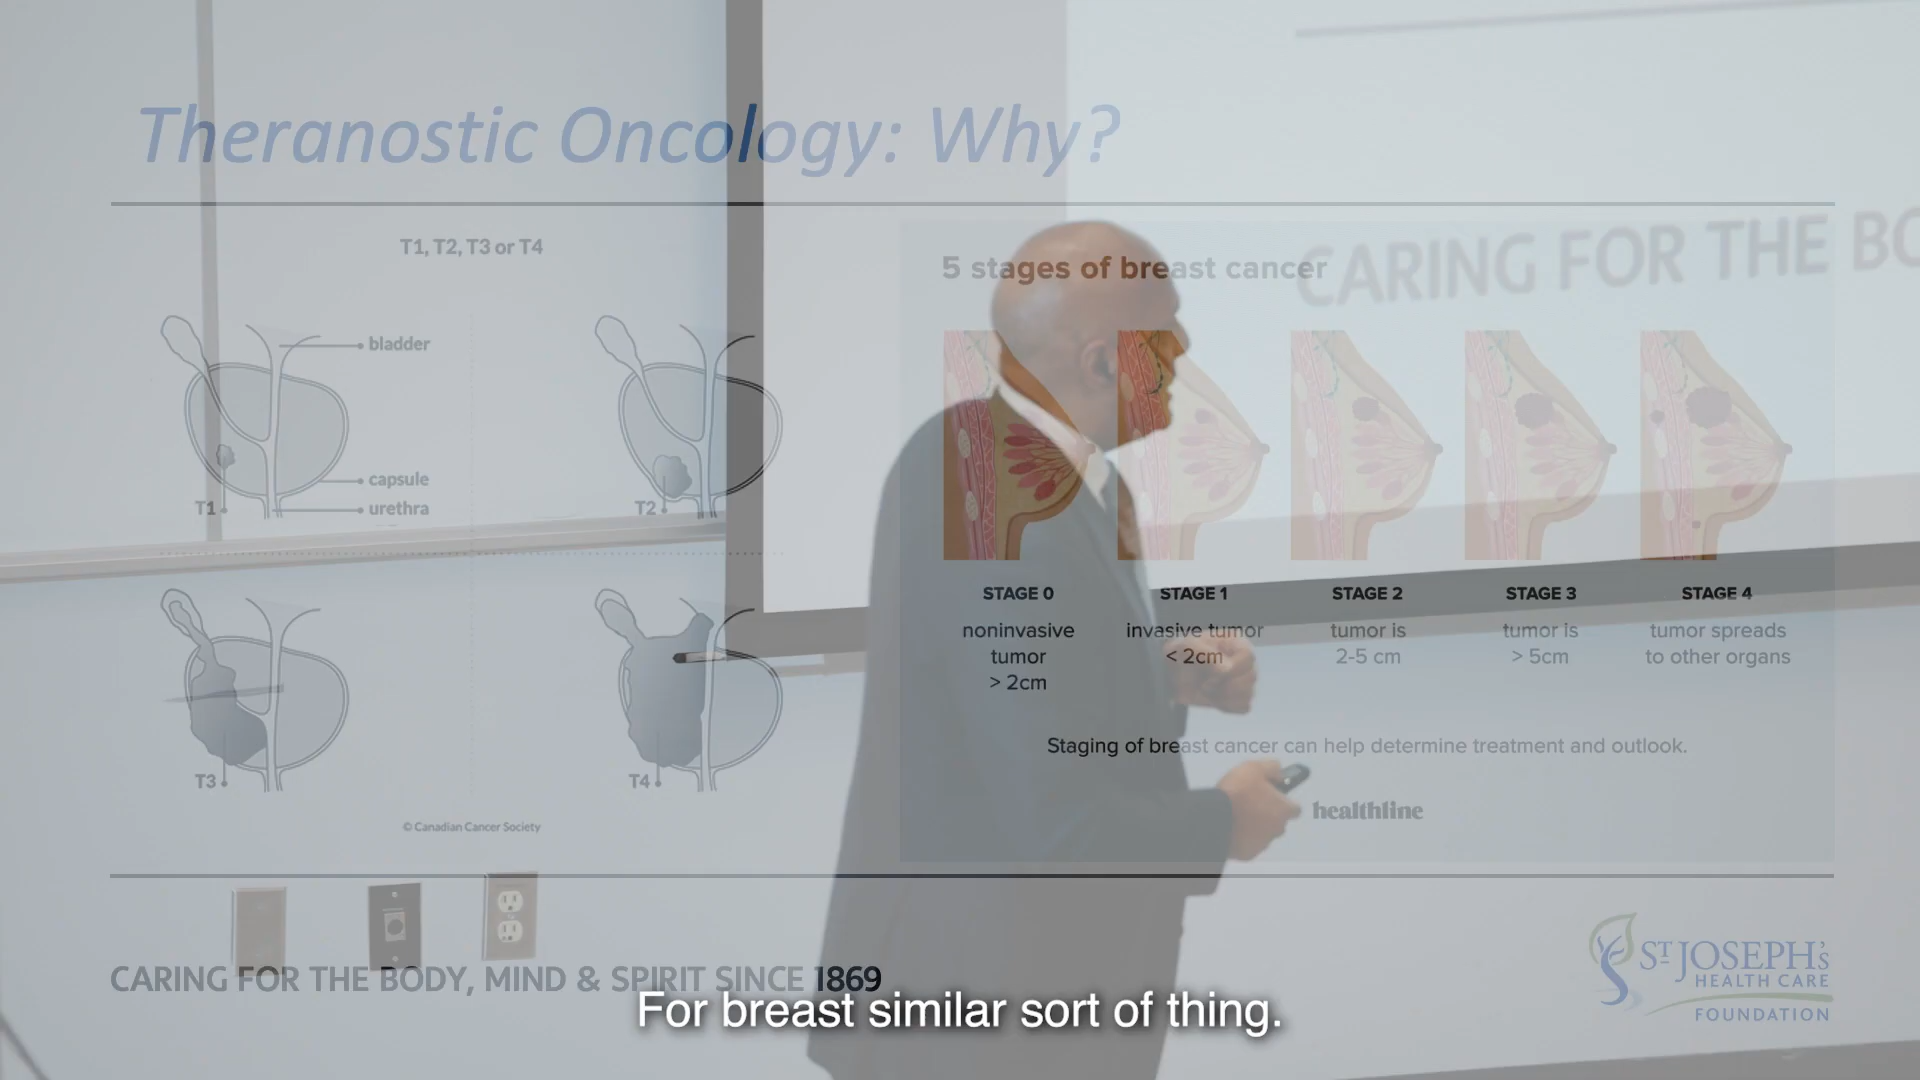 Theranostic Oncology: Why?
T1, T2, T3 or T4
bladder
capsule
urethra
T1
T2
T3
T4
© Canadian Cancer Society
5 stages of breast cancer
CARING FOR THE BO
STAGE 0
noninvasive
tumor
> 2cm
STAGE 1
invasive tumor
< 2cm
STAGE 2
tumor is
2-5 cm
STAGE 3
tumor is
> 5cm
STAGE 4
tumor spreads
to other organs
Staging of breast cancer can help determine treatment and outlook.
healthline
CARING FOR THE BODY, MIND & SPIRIT SINCE 1869
ST JOSEPH's
HEALTH CARE
FOUNDATION
For breast similar sort of thing.